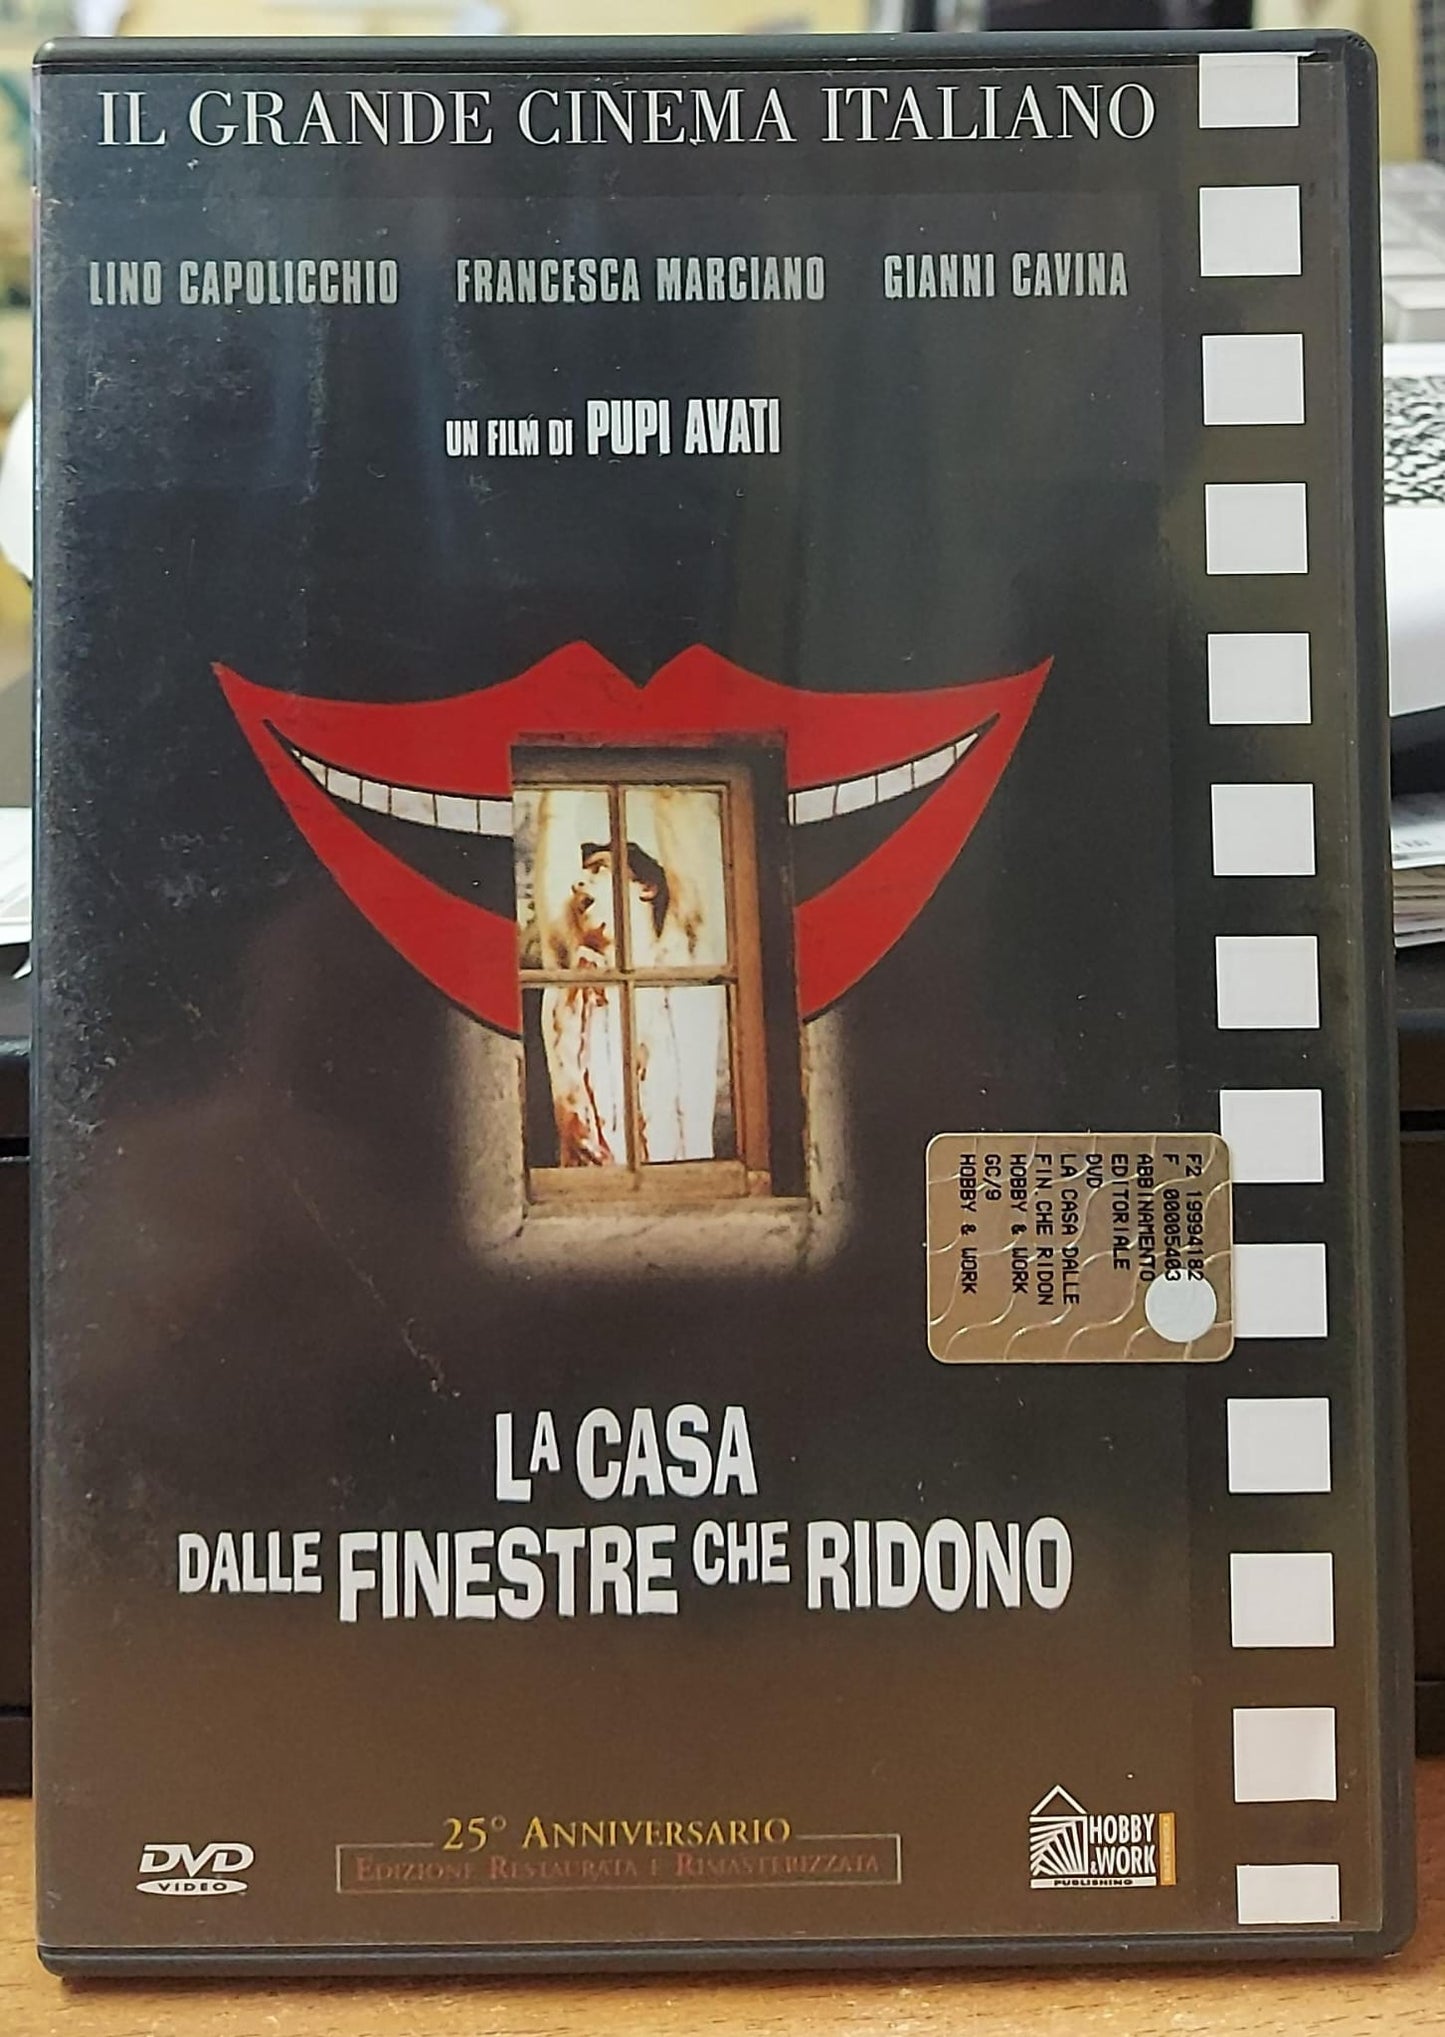 IL GRANDE CINEMA ITALIANO
LINO CAPOLICCHIO FRANCESCA MARCIANO GIANNI CAVINA
UN FILM DI PUPI AVATI
F2 19994182
F 00005403
ABBINAMENTO
EDITORIALE
DVD
LA CASA DALLE
FIN.CHE RIDON
HOBBY & WORK
GC/9
HOBBY & WORK
LA CASA
DALLE FINESTRE CHE RIDONO
25° ANNIVERSARIO
EDIZIONE RESTAURATA E RIMASTERIZZATA
DVD
VIDEO
HOBBY
&WORK
PUBLISHING